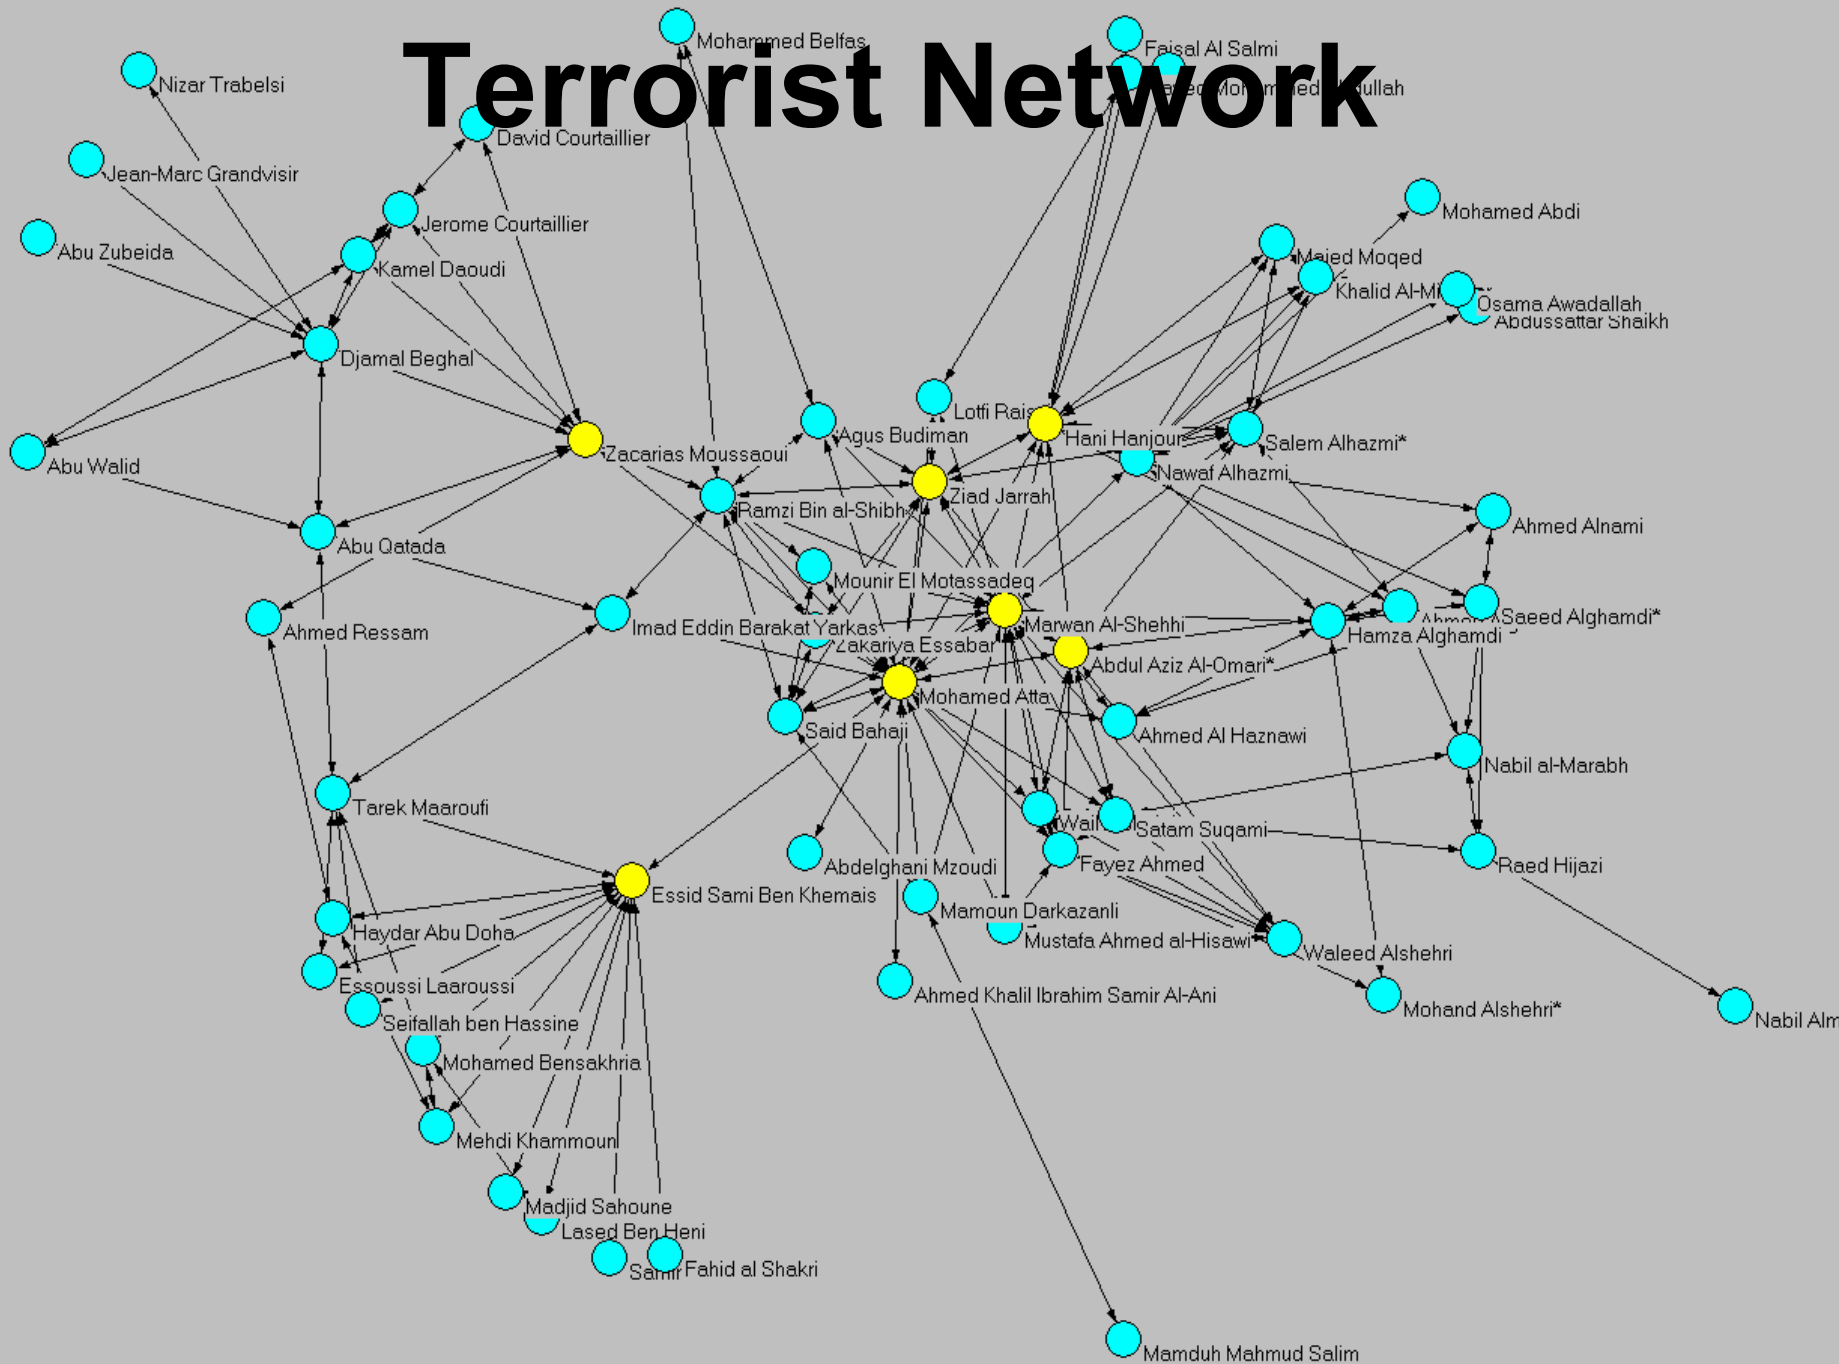 Terrorist Network
Mohammed Belfas
Faisal Al Salmi
Nizar Trabelsi
David Courtaillier
Jean-Marc Grandvisir
Mohamed Abdi
Jerome Courtaillier
Abu Zubeida
Majed Moqed
Kamel Daoudi
Khalid
Osama Awadallah
Abdussattar Shaikh
Djamal Beghal
Lotfi
Agus Budiman
Hani Hanjour
Salem Alhazmi*
Zacarias Moussaoui
Abu Walid
Nawaf Alhazmi
Ziad Jarrah
Ramzi Bin al-Shibh
Ahmed Alnami
Abu Qatada
Mounir El Motassadeq
Saeed Alghamdi*
Ahmed Ressam
Imad Eddin Barakat Yarkas
Marwan Al-Shehhi
Hamza Alghamdi
Zakariya Essabar
Abdul Aziz Al-Omari*
Mohamed Atta
Said Bahaji
Ahmed Al Haznawi
Nabil al-Marabh
Tarek Maaroufi
Satam Suqami
Abdelghani Mzoudi
Fayez Ahmed
Raed Hijazi
Essid Sami Ben Khemais
Mamoun Darkazanli
Haydar Abu Doha
Mustafa Ahmed al-Hisawi
Waleed Alshehri
Essoussi Laaroussi
Ahmed Khalil Ibrahim Samir Al-Ani
Mohand Alshehri*
Nabil
Seifallah ben Hassine
Mohamed Bensakhria
Mehdi Khammoun
Madjid Sahoune
Lased Ben Heni
Samir
Fahid al Shakri
Mamduh Mahmud Salim